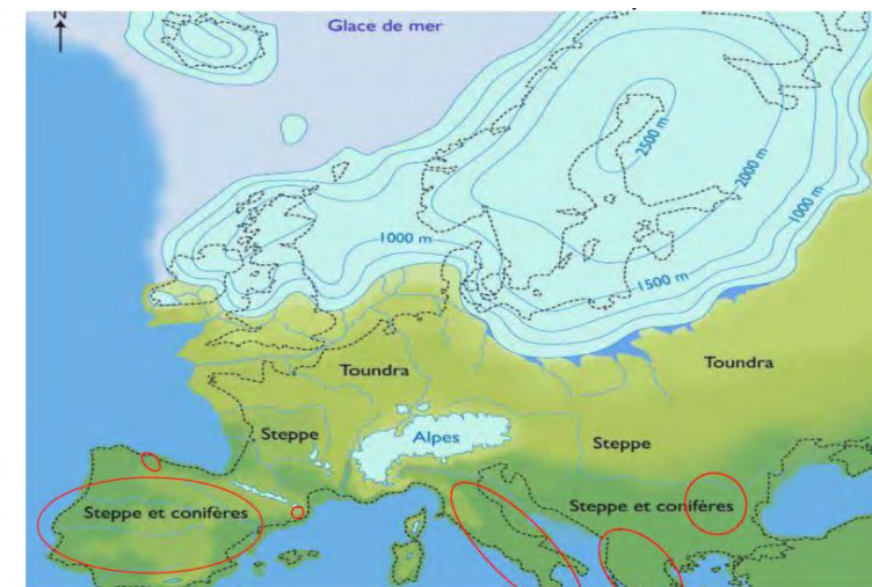 Z
Glace de mer
2500 m
2000 m
1000 m
1000 m
1500 m
Toundra
Toundra
Steppe
Alpes
Steppe
Steppe et conifères
Steppe et conifères